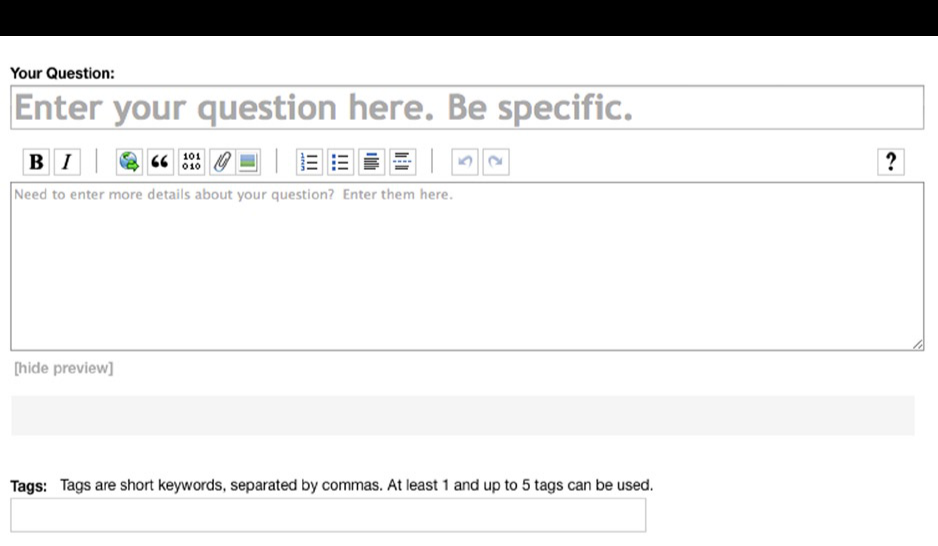 Your Question:
Enter your question here. Be specific.
B I “ 101 010 ?
Need to enter more details about your question?  Enter them here.
[hide preview]
Tags: Tags are short keywords, separated by commas. At least 1 and up to 5 tags can be used.